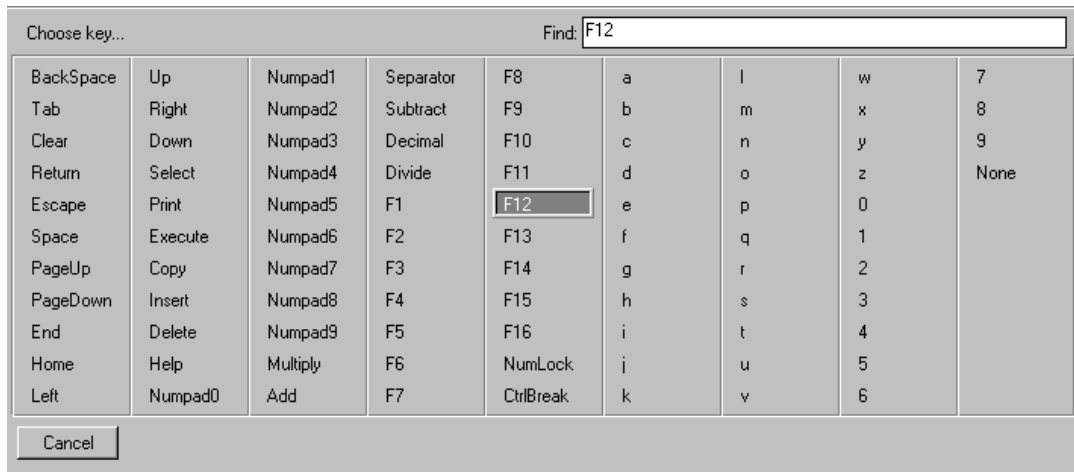 Choose key... Find: F12
BackSpace Up Numpad1 Separator F8 a l w 7
Tab Right Numpad2 Subtract F9 b m x 8
Clear Down Numpad3 Decimal F10 c n y 9
Return Select Numpad4 Divide F11 d o z None
Escape Print Numpad5 F1 F12 e p 0
Space Execute Numpad6 F2 F13 f q 1
PageUp Copy Numpad7 F3 F14 g r 2
PageDown Insert Numpad8 F4 F15 h s 3
End Delete Numpad9 F5 F16 i t 4
Home Help Multiply F6 NumLock j u 5
Left Numpad0 Add F7 CtrlBreak k v 6
Cancel